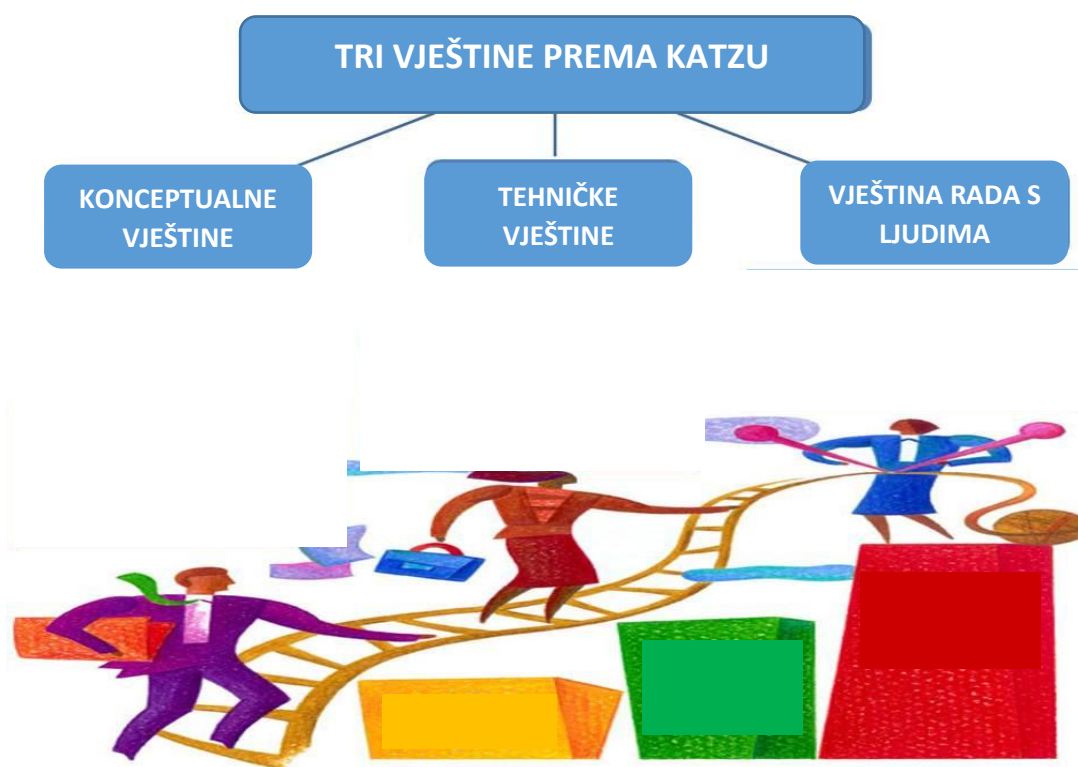 TRI VJEŠTINE PREMA KATZU
KONCEPTUALNE
VJEŠTINE
TEHNIČKE
VJEŠTINE
VJEŠTINA RADA S
LJUDIMA